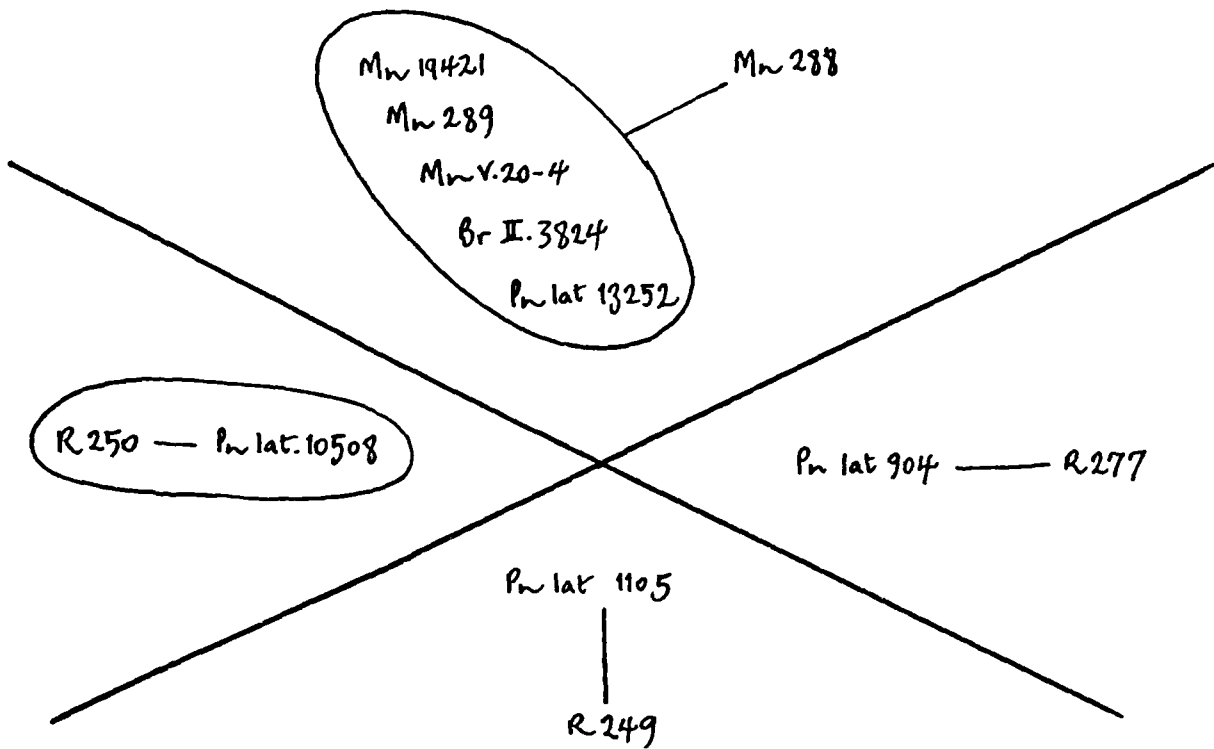 Mn 19421
Mn 288
Mn 289
Mn V.20-4
Br II.3824
Pn lat 13252
R 250 — Pn lat.10508
Pn lat 904 — R 277
Pn lat 1105
R 249